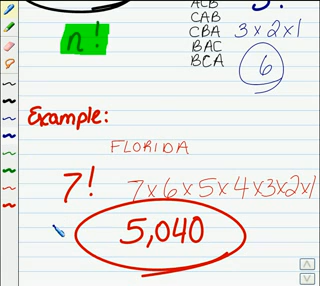 ACB
CAB
CBA 3 x 2 x 1
BAC
BCA 6
n!
Example:
FLORIDA
7! 7x6x5x4x3x2x1
5,040